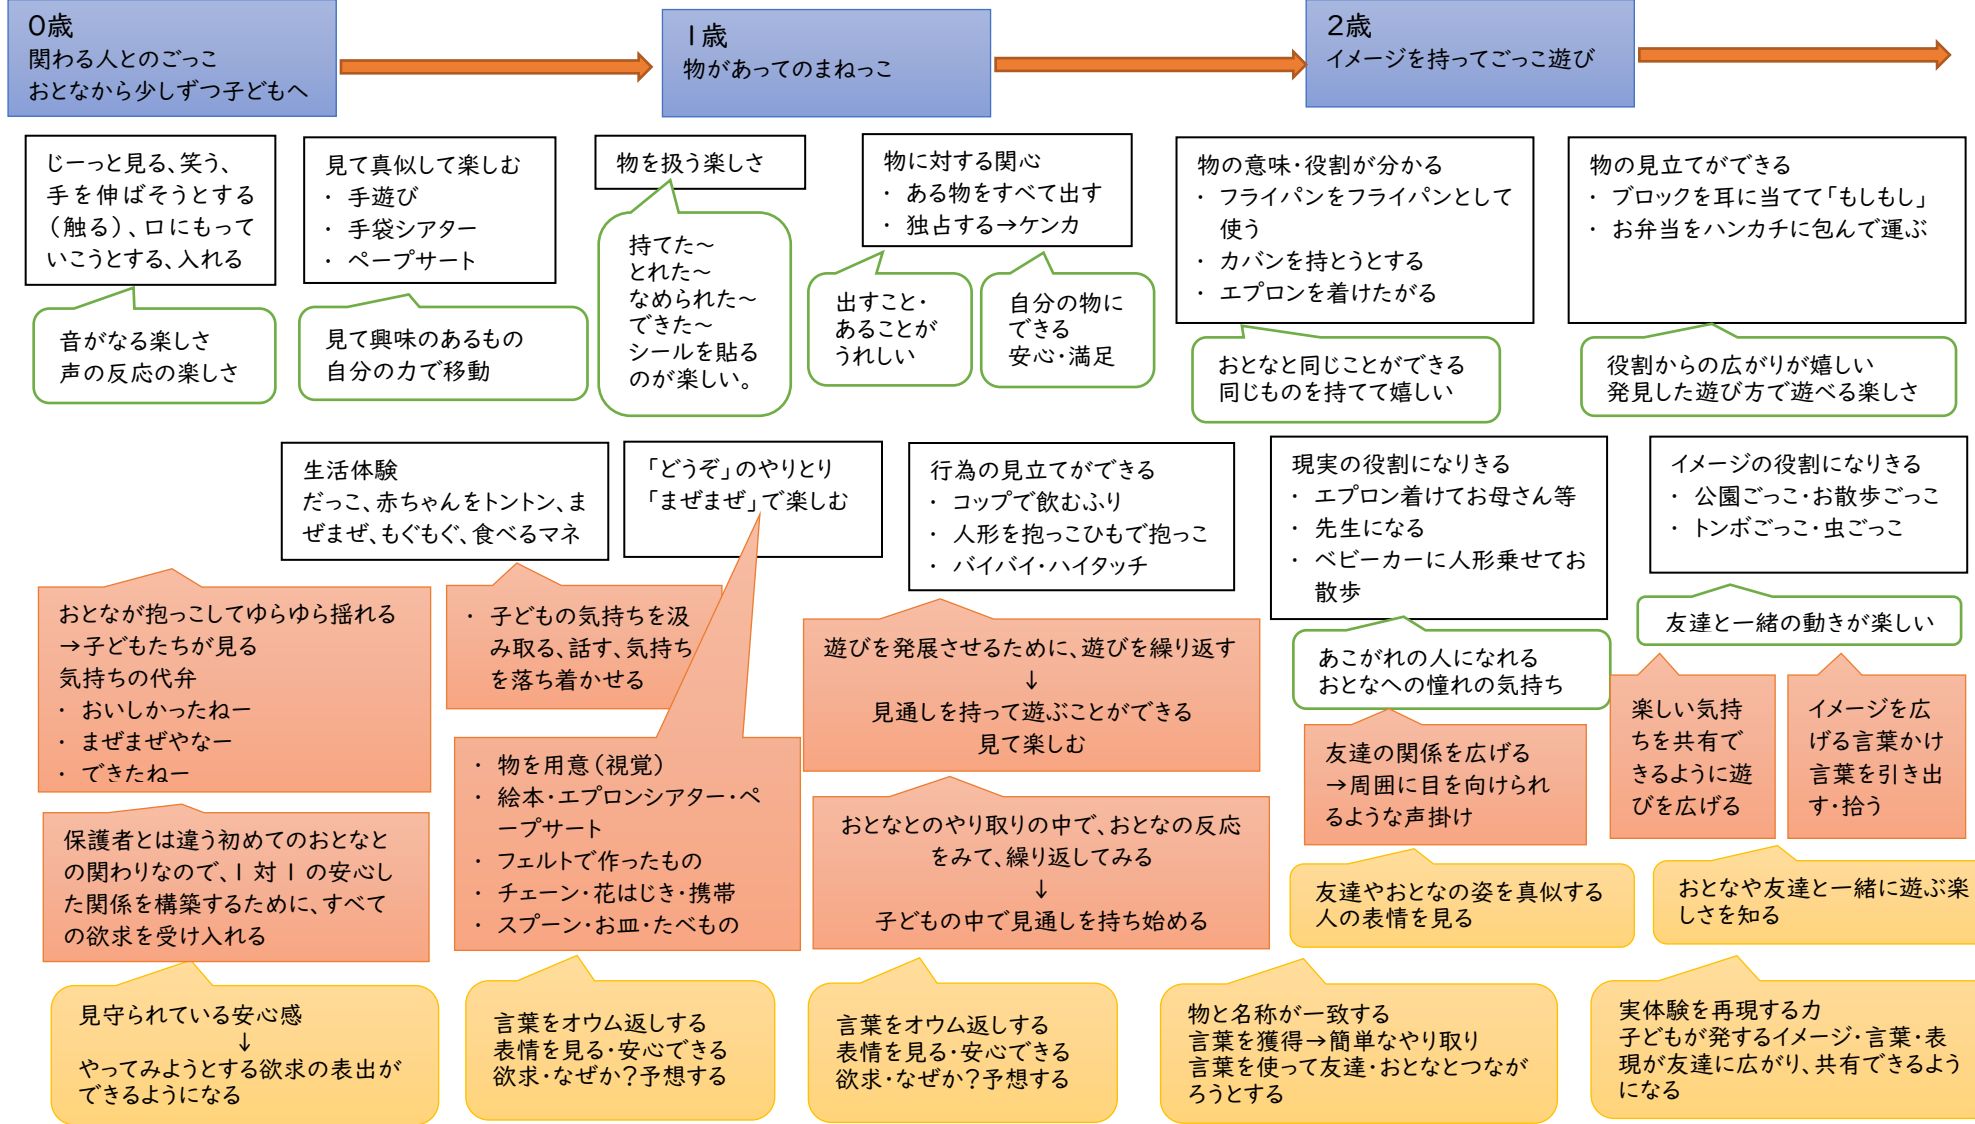 0歳
関わる人とのごっこ
おとなから少しずつ子どもへ
1歳
物があってのまねっこ
2歳
イメージを持ってごっこ遊び
じーっと見る、笑う、
手を伸ばそうとする
（触る）、口にもって
いこうとする、入れる
見て真似して楽しむ
・ 手遊び
・ 手袋シアター
・ ペープサート
物を扱う楽しさ
物に対する関心
・ ある物をすべて出す
・ 独占する→ケンカ
物の意味・役割が分かる
・ フライパンをフライパンとして
使う
・ カバンを持とうとする
・ エプロンを着けたがる
物の見立てができる
・ ブロックを耳に当てて「もしもし」
・ お弁当をハンカチに包んで運ぶ
音がなる楽しさ
声の反応の楽しさ
見て興味のあるもの
自分の力で移動
持てた～
とれた～
なめられた～
できた～
シールを貼る
のが楽しい。
出すこと・
あることが
うれしい
自分の物に
できる
安心・満足
おとなと同じことができる
同じものを持てて嬉しい
役割からの広がりが嬉しい
発見した遊び方で遊べる楽しさ
生活体験
だっこ、赤ちゃんをトントン、ま
ぜまぜ、もぐもぐ、食べるマネ
「どうぞ」のやりとり
「まぜまぜ」で楽しむ
行為の見立てができる
・ コップで飲むふり
・ 人形を抱っこひもで抱っこ
・ バイバイ・ハイタッチ
現実の役割になりきる
・ エプロン着けてお母さん等
・ 先生になる
・ ベビーカーに人形乗せてお
散歩
イメージの役割になりきる
・ 公園ごっこ・お散歩ごっこ
・ トンボごっこ・虫ごっこ
おとなが抱っこしてゆらゆら揺れる
→子どもたちが見る
気持ちの代弁
・ おいしかったねー
・ まぜまぜやなー
・ できたねー
・ 子どもの気持ちを汲
み取る、話す、気持ち
を落ち着かせる
遊びを発展させるために、遊びを繰り返す
↓
見通しを持って遊ぶことができる
見て楽しむ
あこがれの人になれる
おとなへの憧れの気持ち
友達と一緒の動きが楽しい
友達の関係を広げる
→周囲に目を向けられ
るような声掛け
楽しい気持
ちを共有で
きるように遊
びを広げる
イメージを広
げる言葉かけ
言葉を引き出
す・拾う
保護者とは違う初めてのおとなと
の関わりなので、1対1の安心し
た関係を構築するために、すべて
の欲求を受け入れる
・ 物を用意（視覚）
・ 絵本・エプロンシアター・ペ
ープサート
・ フェルトで作ったもの
・ チェーン・花はじき・携帯
・ スプーン・お皿・たべもの
おとなとのやり取りの中で、おとなの反応
をみて、繰り返してみる
↓
子どもの中で見通しを持ち始める
友達やおとなの姿を真似する
人の表情を見る
おとなや友達と一緒に遊ぶ楽
しさを知る
見守られている安心感
↓
やってみようとする欲求の表出が
できるようになる
言葉をオウム返しする
表情を見る・安心できる
欲求・なぜか？予想する
言葉をオウム返しする
表情を見る・安心できる
欲求・なぜか？予想する
物と名称が一致する
言葉を獲得→簡単なやり取り
言葉を使って友達・おとなとつなが
ろうとする
実体験を再現する力
子どもが発するイメージ・言葉・表
現が友達に広がり、共有できるよう
になる